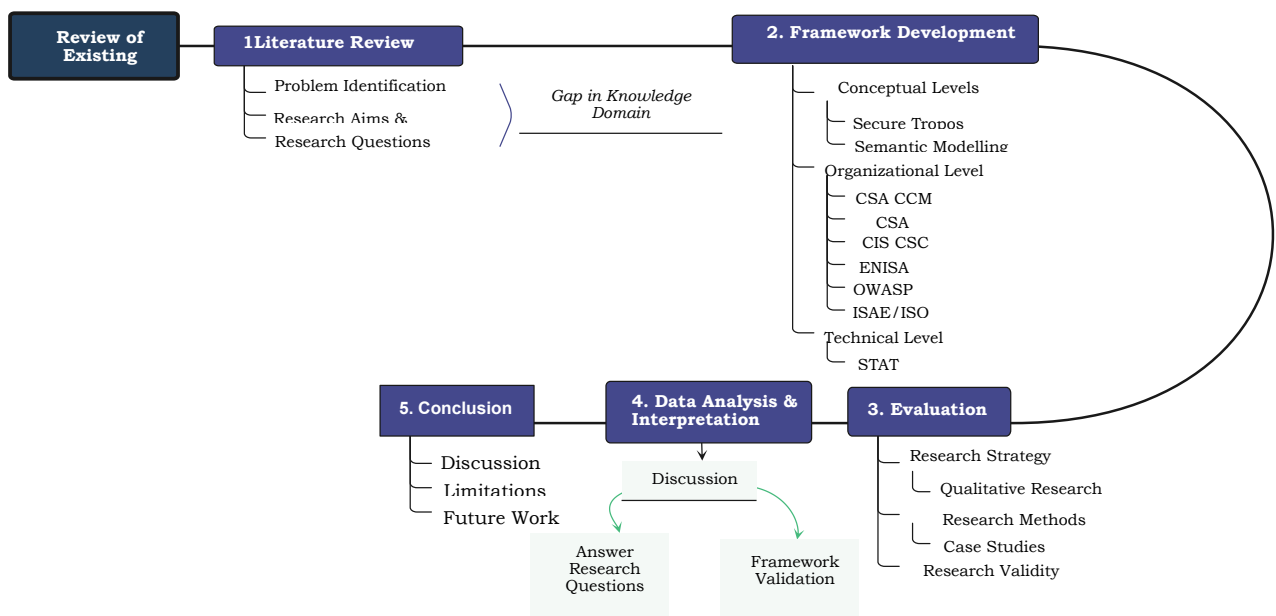 Review of
Existing
1Literature Review
Problem Identification
Research Aims &
Research Questions
Gap in Knowledge
Domain
2. Framework Development
Conceptual Levels
Secure Tropos
Semantic Modelling
Organizational Level
CSA CCM
CSA
CIS CSC
ENISA
OWASP
ISAE/ISO
Technical Level
STAT
3. Evaluation
Research Strategy
Qualitative Research
Research Methods
Case Studies
Research Validity
4. Data Analysis &
Interpretation
Discussion
Answer
Research
Questions
Framework
Validation
5. Conclusion
Discussion
Limitations
Future Work